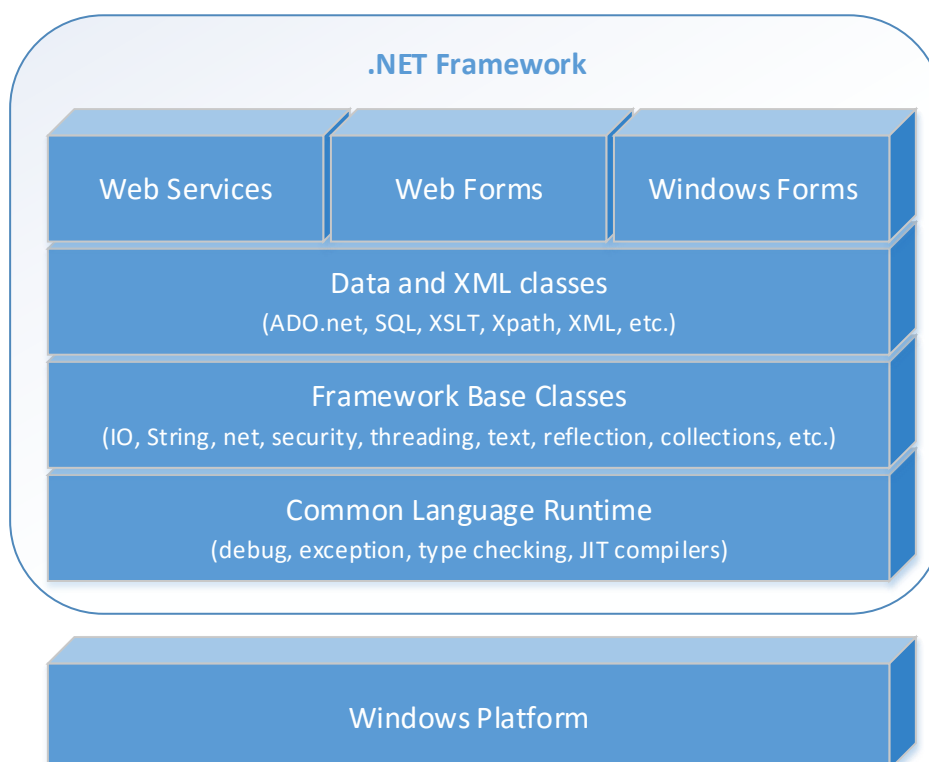 .NET Framework
Web Services
Web Forms
Windows Forms
Data and XML classes
(ADO.net, SQL, XSLT, Xpath, XML, etc.)
Framework Base Classes
(IO, String, net, security, threading, text, reflection, collections, etc.)
Common Language Runtime
(debug, exception, type checking, JIT compilers)
Windows Platform